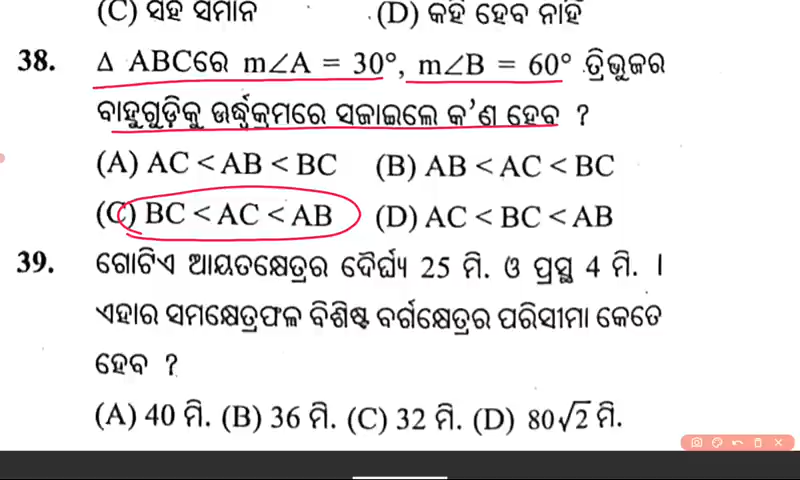 (C) ସହ ସମାନ (D) କହି ହେବ ନାହିଁ
38. Δ ABCରେ m∠A = 30°, m∠B = 60° ତ୍ରିଭୁଜର
ବାହୁଗୁଡ଼ିକୁ ଊର୍ଦ୍ଧ୍ଵକ୍ରମରେ ସଜାଇଲେ କ'ଣ ହେବ ?
(A) AC < AB < BC (B) AB < AC < BC
(C) BC < AC < AB (D) AC < BC < AB
39. ଗୋଟିଏ ଆୟତକ୍ଷେତ୍ରର ଦୈର୍ଘ୍ୟ 25 ମି. ଓ ପ୍ରସ୍ଥ 4 ମି. ।
ଏହାର ସମକ୍ଷେତ୍ରଫଳ ବିଶିଷ୍ଟ ବର୍ଗକ୍ଷେତ୍ରର ପରିସୀମା କେତେ
ହେବ ?
(A) 40 ମି. (B) 36 ମି. (C) 32 ମି. (D) 80√2 ମି.